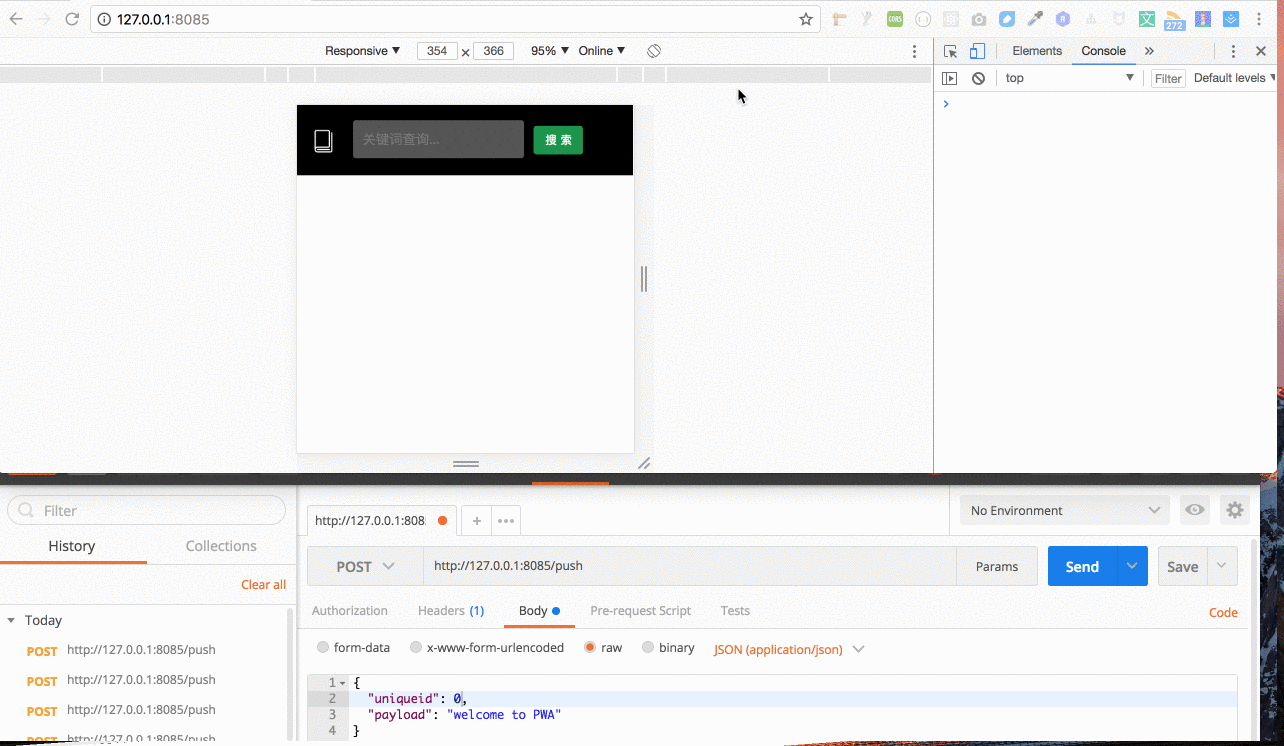 127.0.0.1:8085
CORS
文
272
Responsive ▼ 354 × 366 95% ▼ Online ▼
Elements Console »
top ▼ Filter Default levels ▼
>
关键词查询... 搜 索
Filter
History Collections
Clear all
Today
POST http://127.0.0.1:8085/push
POST http://127.0.0.1:8085/push
POST http://127.0.0.1:8085/push
POST http://127.0.0.1:8085/push
http://127.0.0.1:808 + •••
No Environment
POST http://127.0.0.1:8085/push Params Send Save
Authorization Headers (1) Body Pre-request Script Tests Code
form-data x-www-form-urlencoded raw binary JSON (application/json)
1 {
2 "uniqueid": 0,
3 "payload": "welcome to PWA"
4 }